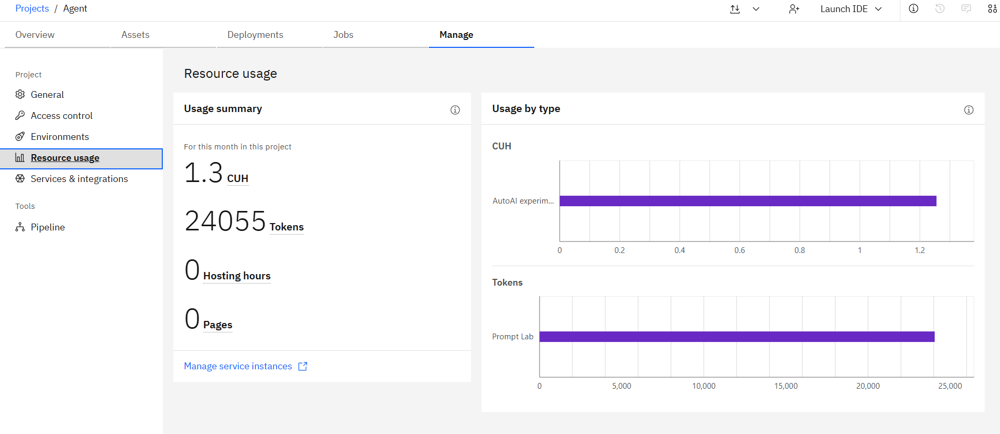 Projects / Agent
Launch IDE
Overview
Assets
Deployments
Jobs
Manage
Project
General
Access control
Environments
Resource usage
Services & integrations
Tools
Pipeline
Resource usage
Usage summary
For this month in this project
1.3 CUH
24055 Tokens
0 Hosting hours
0 Pages
Manage service instances
Usage by type
CUH
AutoAI experim...
0 0.2 0.4 0.6 0.8 1 1.2
Tokens
Prompt Lab
0 5,000 10,000 15,000 20,000 25,000